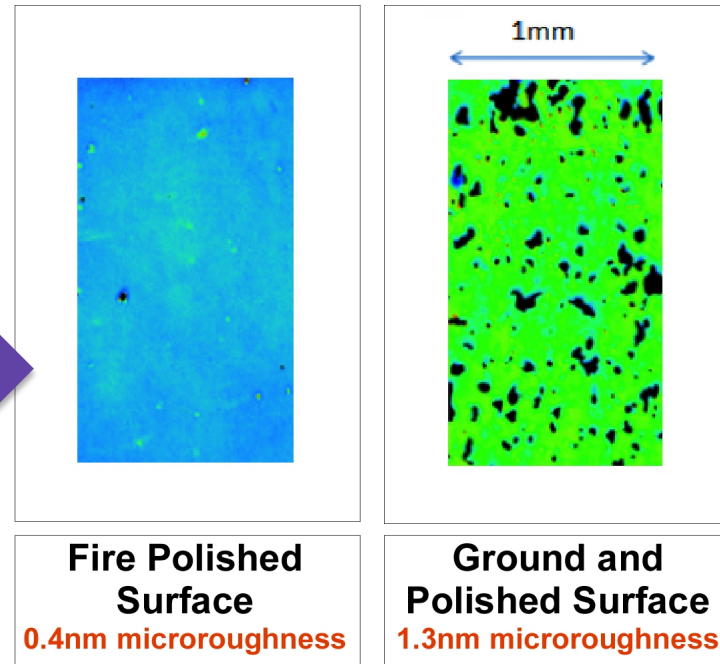 1mm
Fire Polished
Surface
0.4nm microroughness
Ground and
Polished Surface
1.3nm microroughness